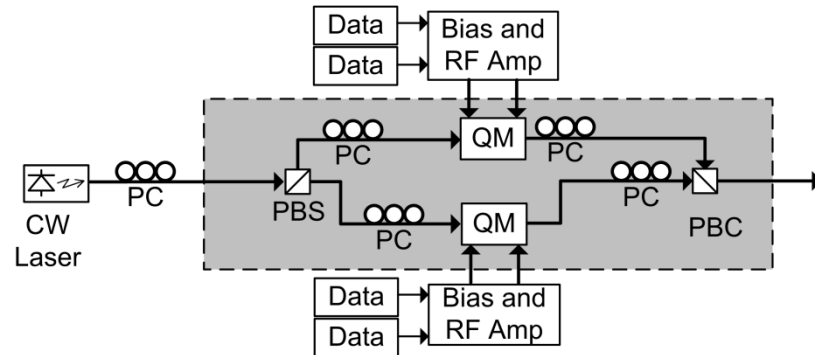 Data
Data
Bias and
RF Amp
PC
QM
PC
PC
PBS
PC
QM
PC
PBC
CW
Laser
Data
Data
Bias and
RF Amp